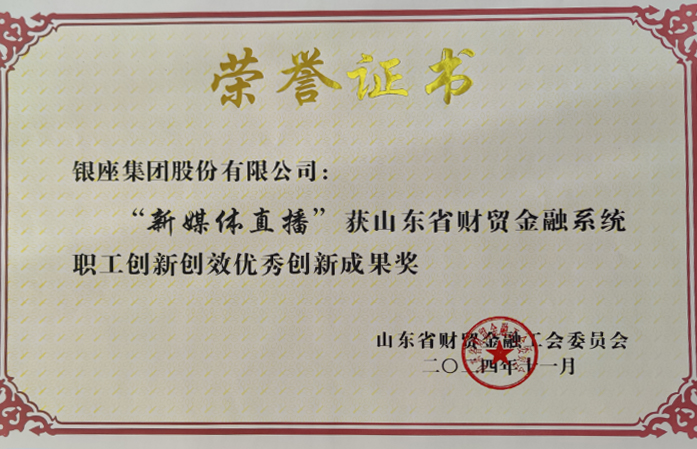 荣誉证书
银座集团股份有限公司：
“新媒体直播”获山东省财贸金融系统
职工创新创效优秀创新成果奖
山东省财贸金融工会委员会
二〇二四年十一月